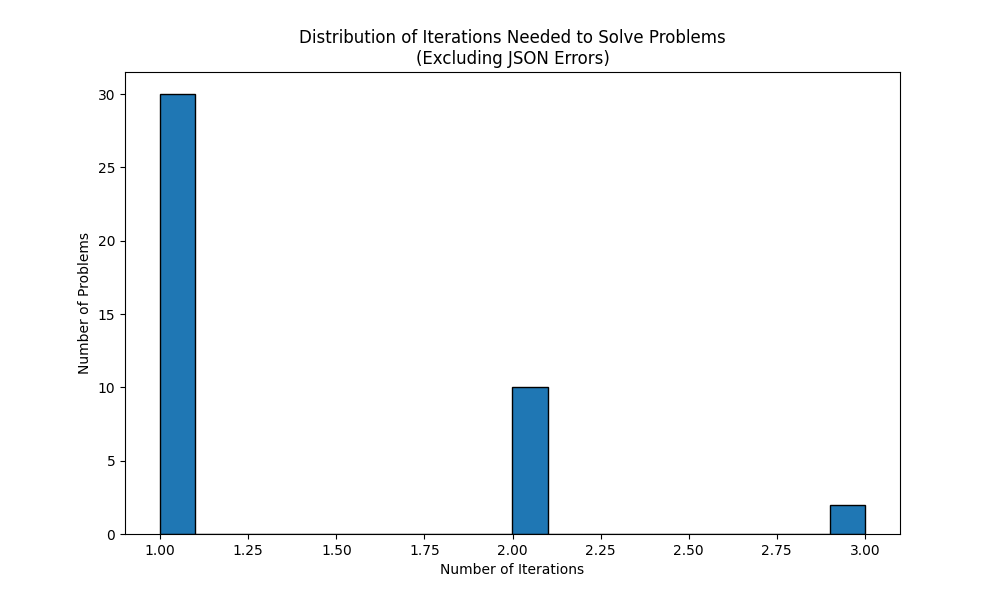 Distribution of Iterations Needed to Solve Problems
(Excluding JSON Errors)
Number of Problems
30
25
20
15
10
5
0
1.00 1.25 1.50 1.75 2.00 2.25 2.50 2.75 3.00
Number of Iterations